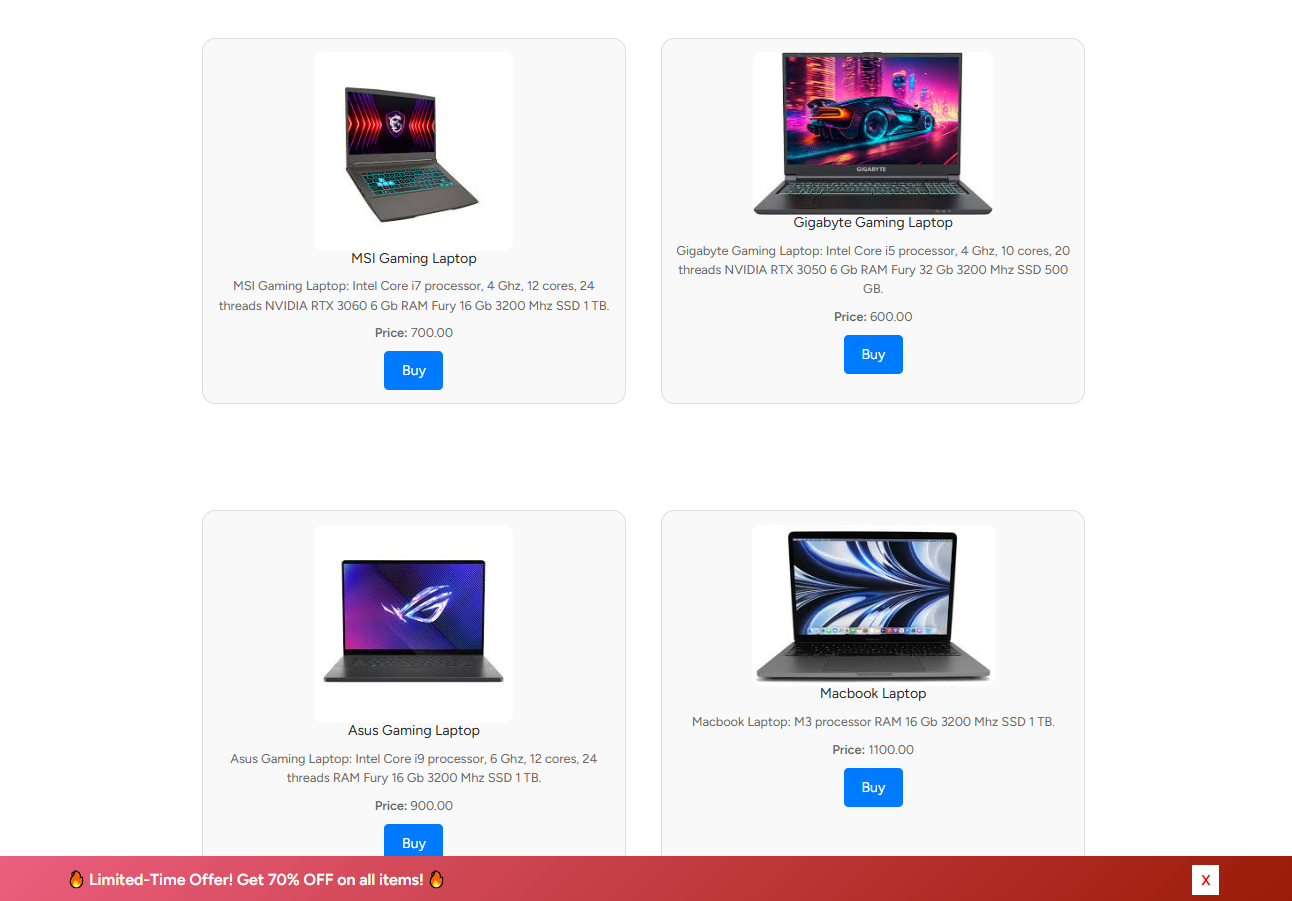 GIGABYTE
MSI Gaming Laptop
MSI Gaming Laptop: Intel Core i7 processor, 4 Ghz, 12 cores, 24
threads NVIDIA RTX 3060 6 Gb RAM Fury 16 Gb 3200 Mhz SSD 1 TB.
Price: 700.00
Buy
Gigabyte Gaming Laptop
Gigabyte Gaming Laptop: Intel Core i5 processor, 4 Ghz, 10 cores, 20
threads NVIDIA RTX 3050 6 Gb RAM Fury 32 Gb 3200 Mhz SSD 500
GB.
Price: 600.00
Buy
Asus Gaming Laptop
Asus Gaming Laptop: Intel Core i9 processor, 6 Ghz, 12 cores, 24
threads RAM Fury 16 Gb 3200 Mhz SSD 1 TB.
Price: 900.00
Buy
Macbook Laptop
Macbook Laptop: M3 processor RAM 16 Gb 3200 Mhz SSD 1 TB.
Price: 1100.00
Buy
🔥 Limited-Time Offer! Get 70% OFF on all items! 🔥
X